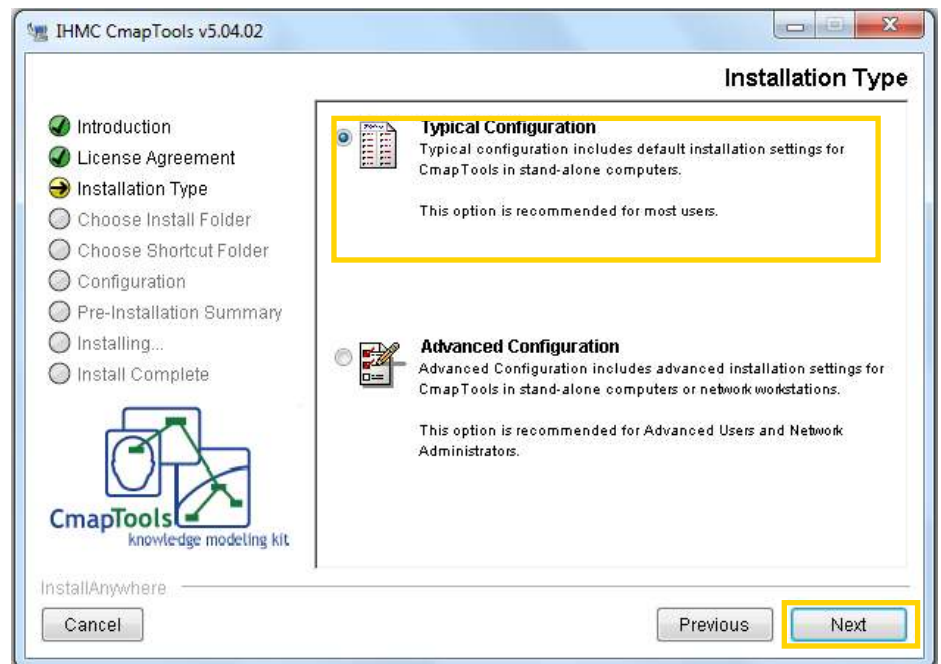 IHMC CmapTools v5.04.02
Installation Type
Introduction
License Agreement
Installation Type
Choose Install Folder
Choose Shortcut Folder
Configuration
Pre-Installation Summary
Installing...
Install Complete
CmapTools
knowledge modeling kit
Typical Configuration
Typical configuration includes default installation settings for
CmapTools in stand-alone computers.
This option is recommended for most users.
Advanced Configuration
Advanced Configuration includes advanced installation settings for
CmapTools in stand-alone computers or network workstations.
This option is recommended for Advanced Users and Network
Administrators.
InstallAnywhere
Cancel
Previous
Next